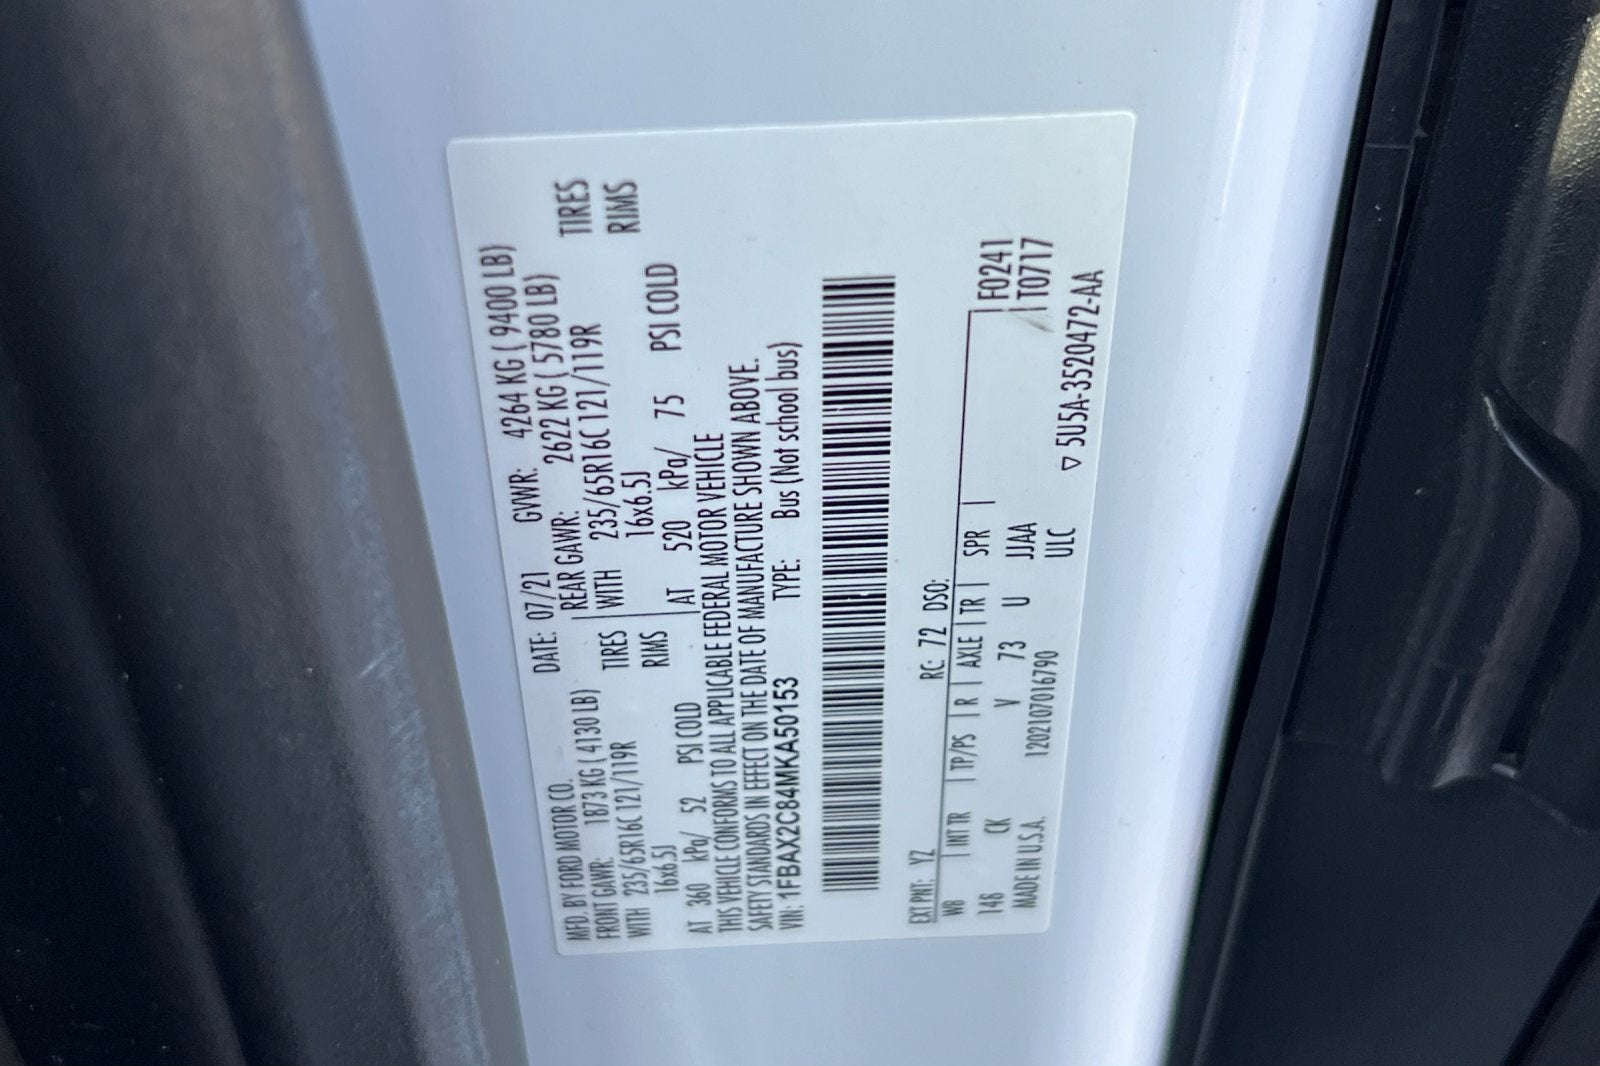 MFD. BY FORD MOTOR CO. DATE: 07/21 GVWR: 4264 KG ( 9400 LB)
FRONT GAWR: 1873 KG ( 4130 LB) REAR GAWR: 2622 KG ( 5780 LB)
WITH 235/65R16C 121/119R TIRES WITH 235/65R16C 121/119R TIRES
16x6.5J RIMS 16x6.5J RIMS
AT 360 kPa/ 52 PSI COLD AT 520 kPa/ 75 PSI COLD
THIS VEHICLE CONFORMS TO ALL APPLICABLE FEDERAL MOTOR VEHICLE
SAFETY STANDARDS IN EFFECT ON THE DATE OF MANUFACTURE SHOWN ABOVE.
VIN: 1FBAX2C84MKA50153 TYPE: Bus (Not school bus)
EXT PNT: YZ RC: 72 DSO:
WB INT TR TP/PS R AXLE TR SPR F0241
148 CK V 73 U JJAA T0717
MADE IN U.S.A. 1202107016790 ULC
▽ 5U5A-3520472-AA